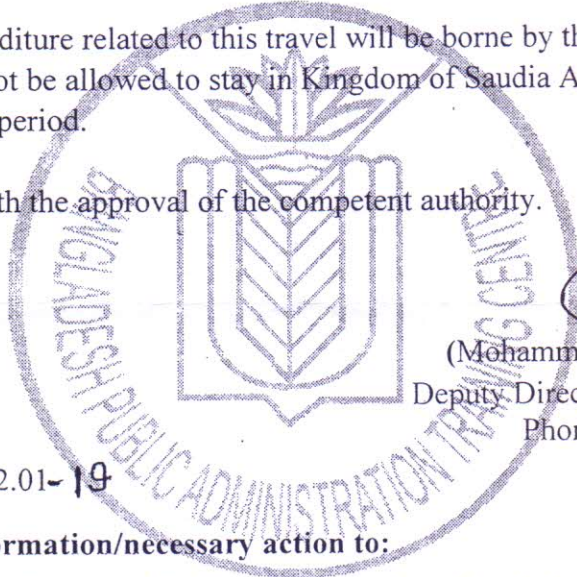 diture related to this travel will be borne by th
ot be allowed to stay in Kingdom of Saudia A
period.
th the approval of the competent authority.
(Mohamm
Deputy Direc
Phon
2.01-19
ormation/necessary action to:
BANGLADESH PUBLIC ADMINISTRATION TRAINING CENTRE